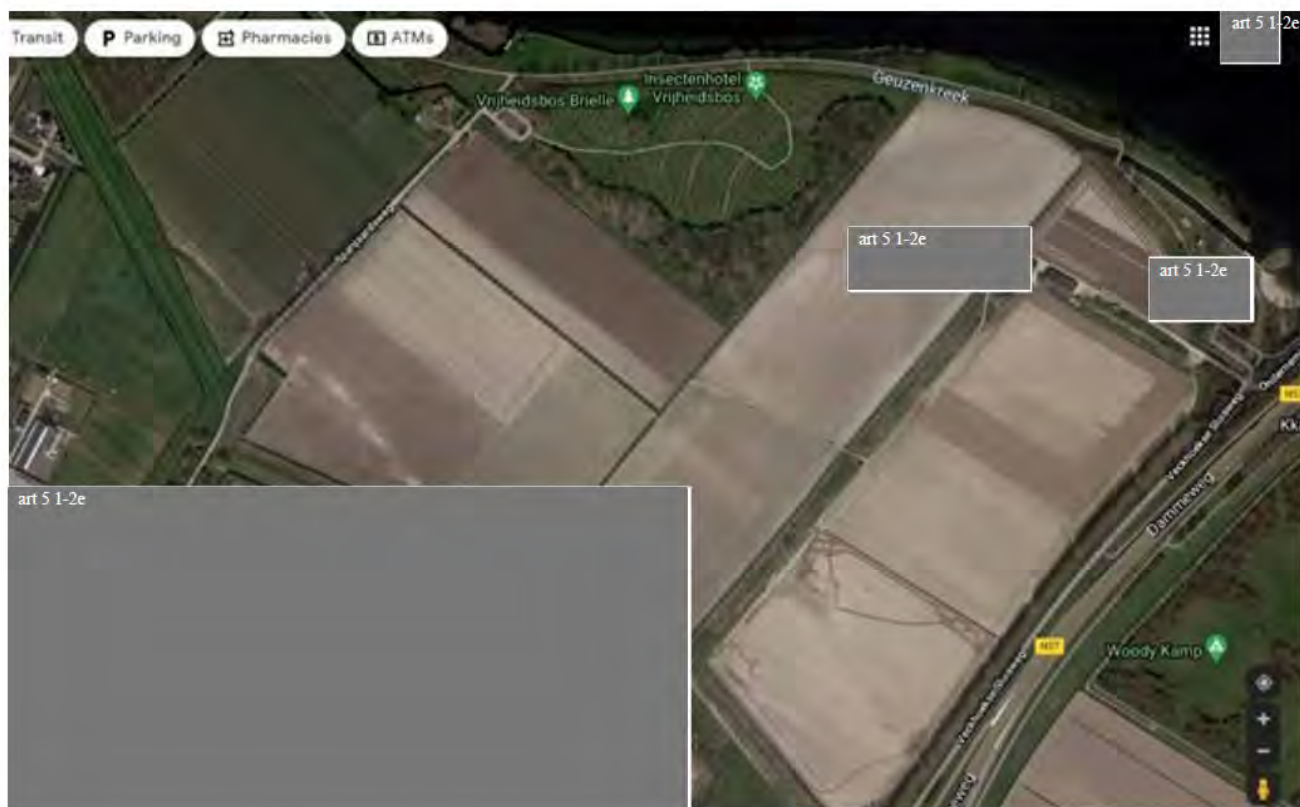 Transit
Parking
Pharmacies
ATMs
art 5 1-2e
Insectenhotel
Vrijheidsbos
Vrijheidsbos Brielle
Geuzenkreek
art 5 1-2e
art 5 1-2e
art 5 1-2e
Dammeweg
N57
Woody Kamp